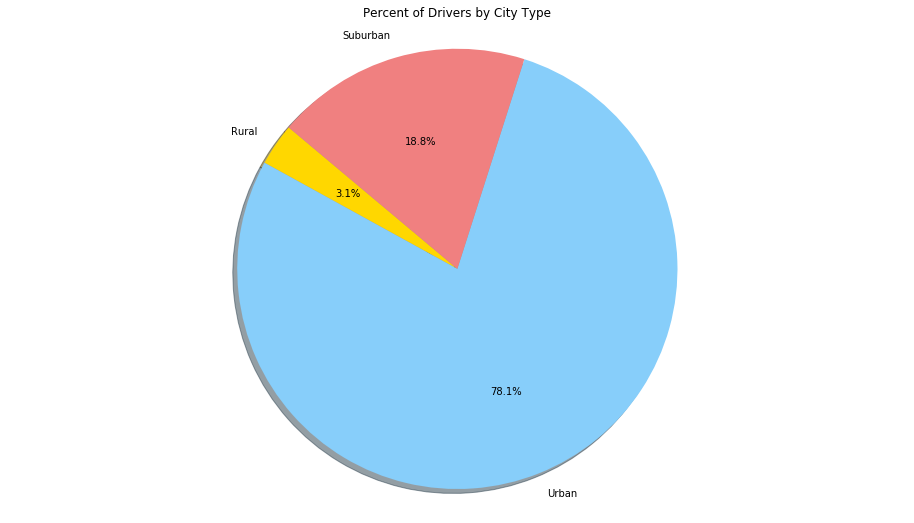 Percent of Drivers by City Type
Suburban
Rural
18.8%
3.1%
78.1%
Urban